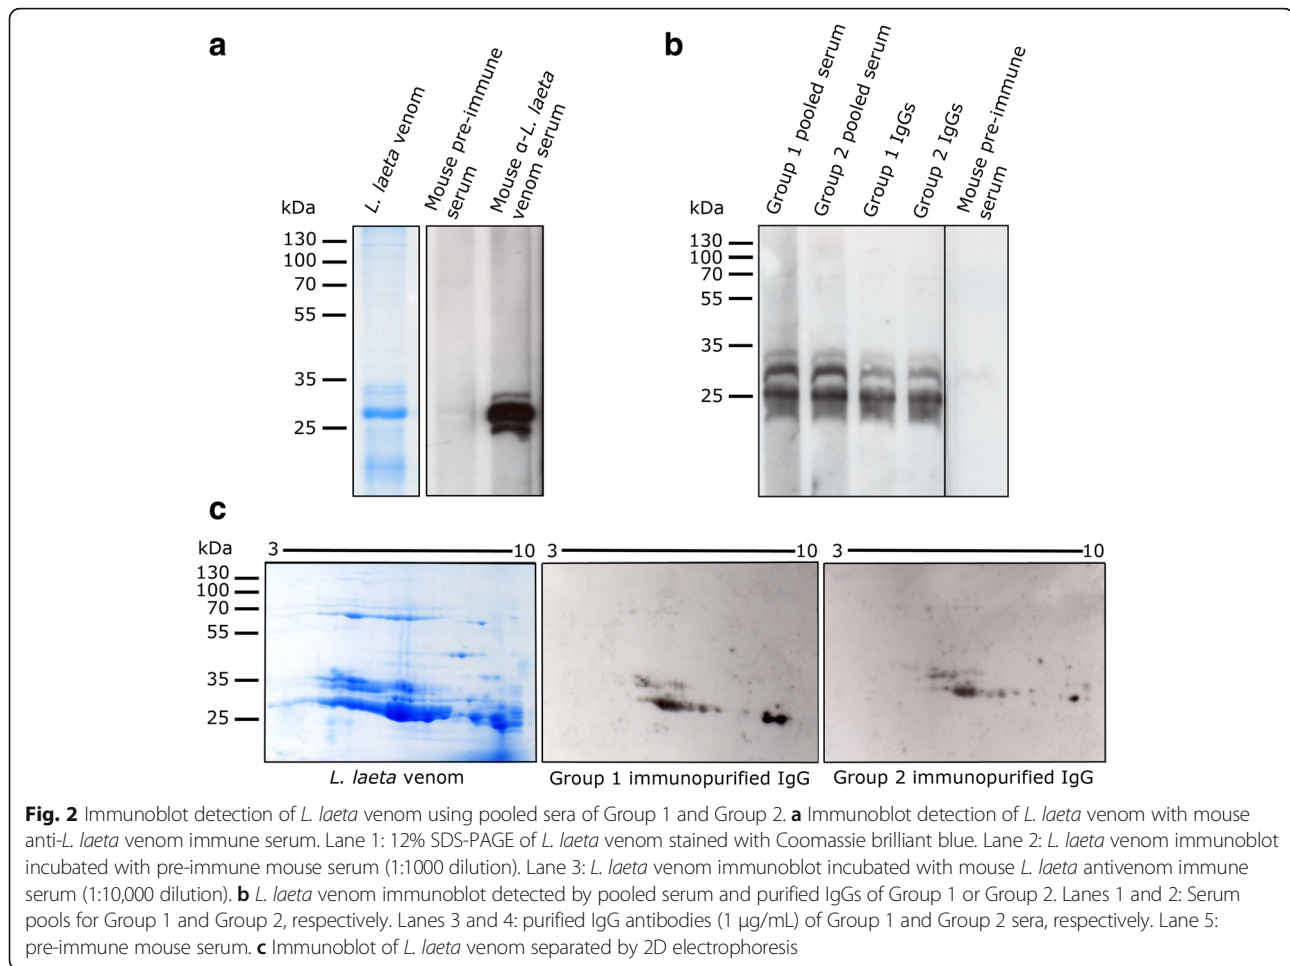 a
L. laeta venom
Mouse pre-immune
serum
Mouse α-L. laeta
venom serum
kDa
130
100
70
55
35
25
b
Group 1 pooled serum
Group 2 pooled serum
Group 1 IgGs
Group 2 IgGs
Mouse pre-immune
serum
kDa
130
100
70
55
35
25
c
kDa
3 10
3 10
3 10
130
100
70
55
35
25
L. laeta venom
Group 1 immunopurified IgG
Group 2 immunopurified IgG
Fig. 2 Immunoblot detection of L. laeta venom using pooled sera of Group 1 and Group 2. a Immunoblot detection of L. laeta venom with mouse
anti-L. laeta venom immune serum. Lane 1: 12% SDS-PAGE of L. laeta venom stained with Coomassie brilliant blue. Lane 2: L. laeta venom immunoblot
incubated with pre-immune mouse serum (1:1000 dilution). Lane 3: L. laeta venom immunoblot incubated with mouse L. laeta antivenom immune
serum (1:10,000 dilution). b L. laeta venom immunoblot detected by pooled serum and purified IgGs of Group 1 or Group 2. Lanes 1 and 2: Serum
pools for Group 1 and Group 2, respectively. Lanes 3 and 4: purified IgG antibodies (1 μg/mL) of Group 1 and Group 2 sera, respectively. Lane 5:
pre-immune mouse serum. c Immunoblot of L. laeta venom separated by 2D electrophoresis